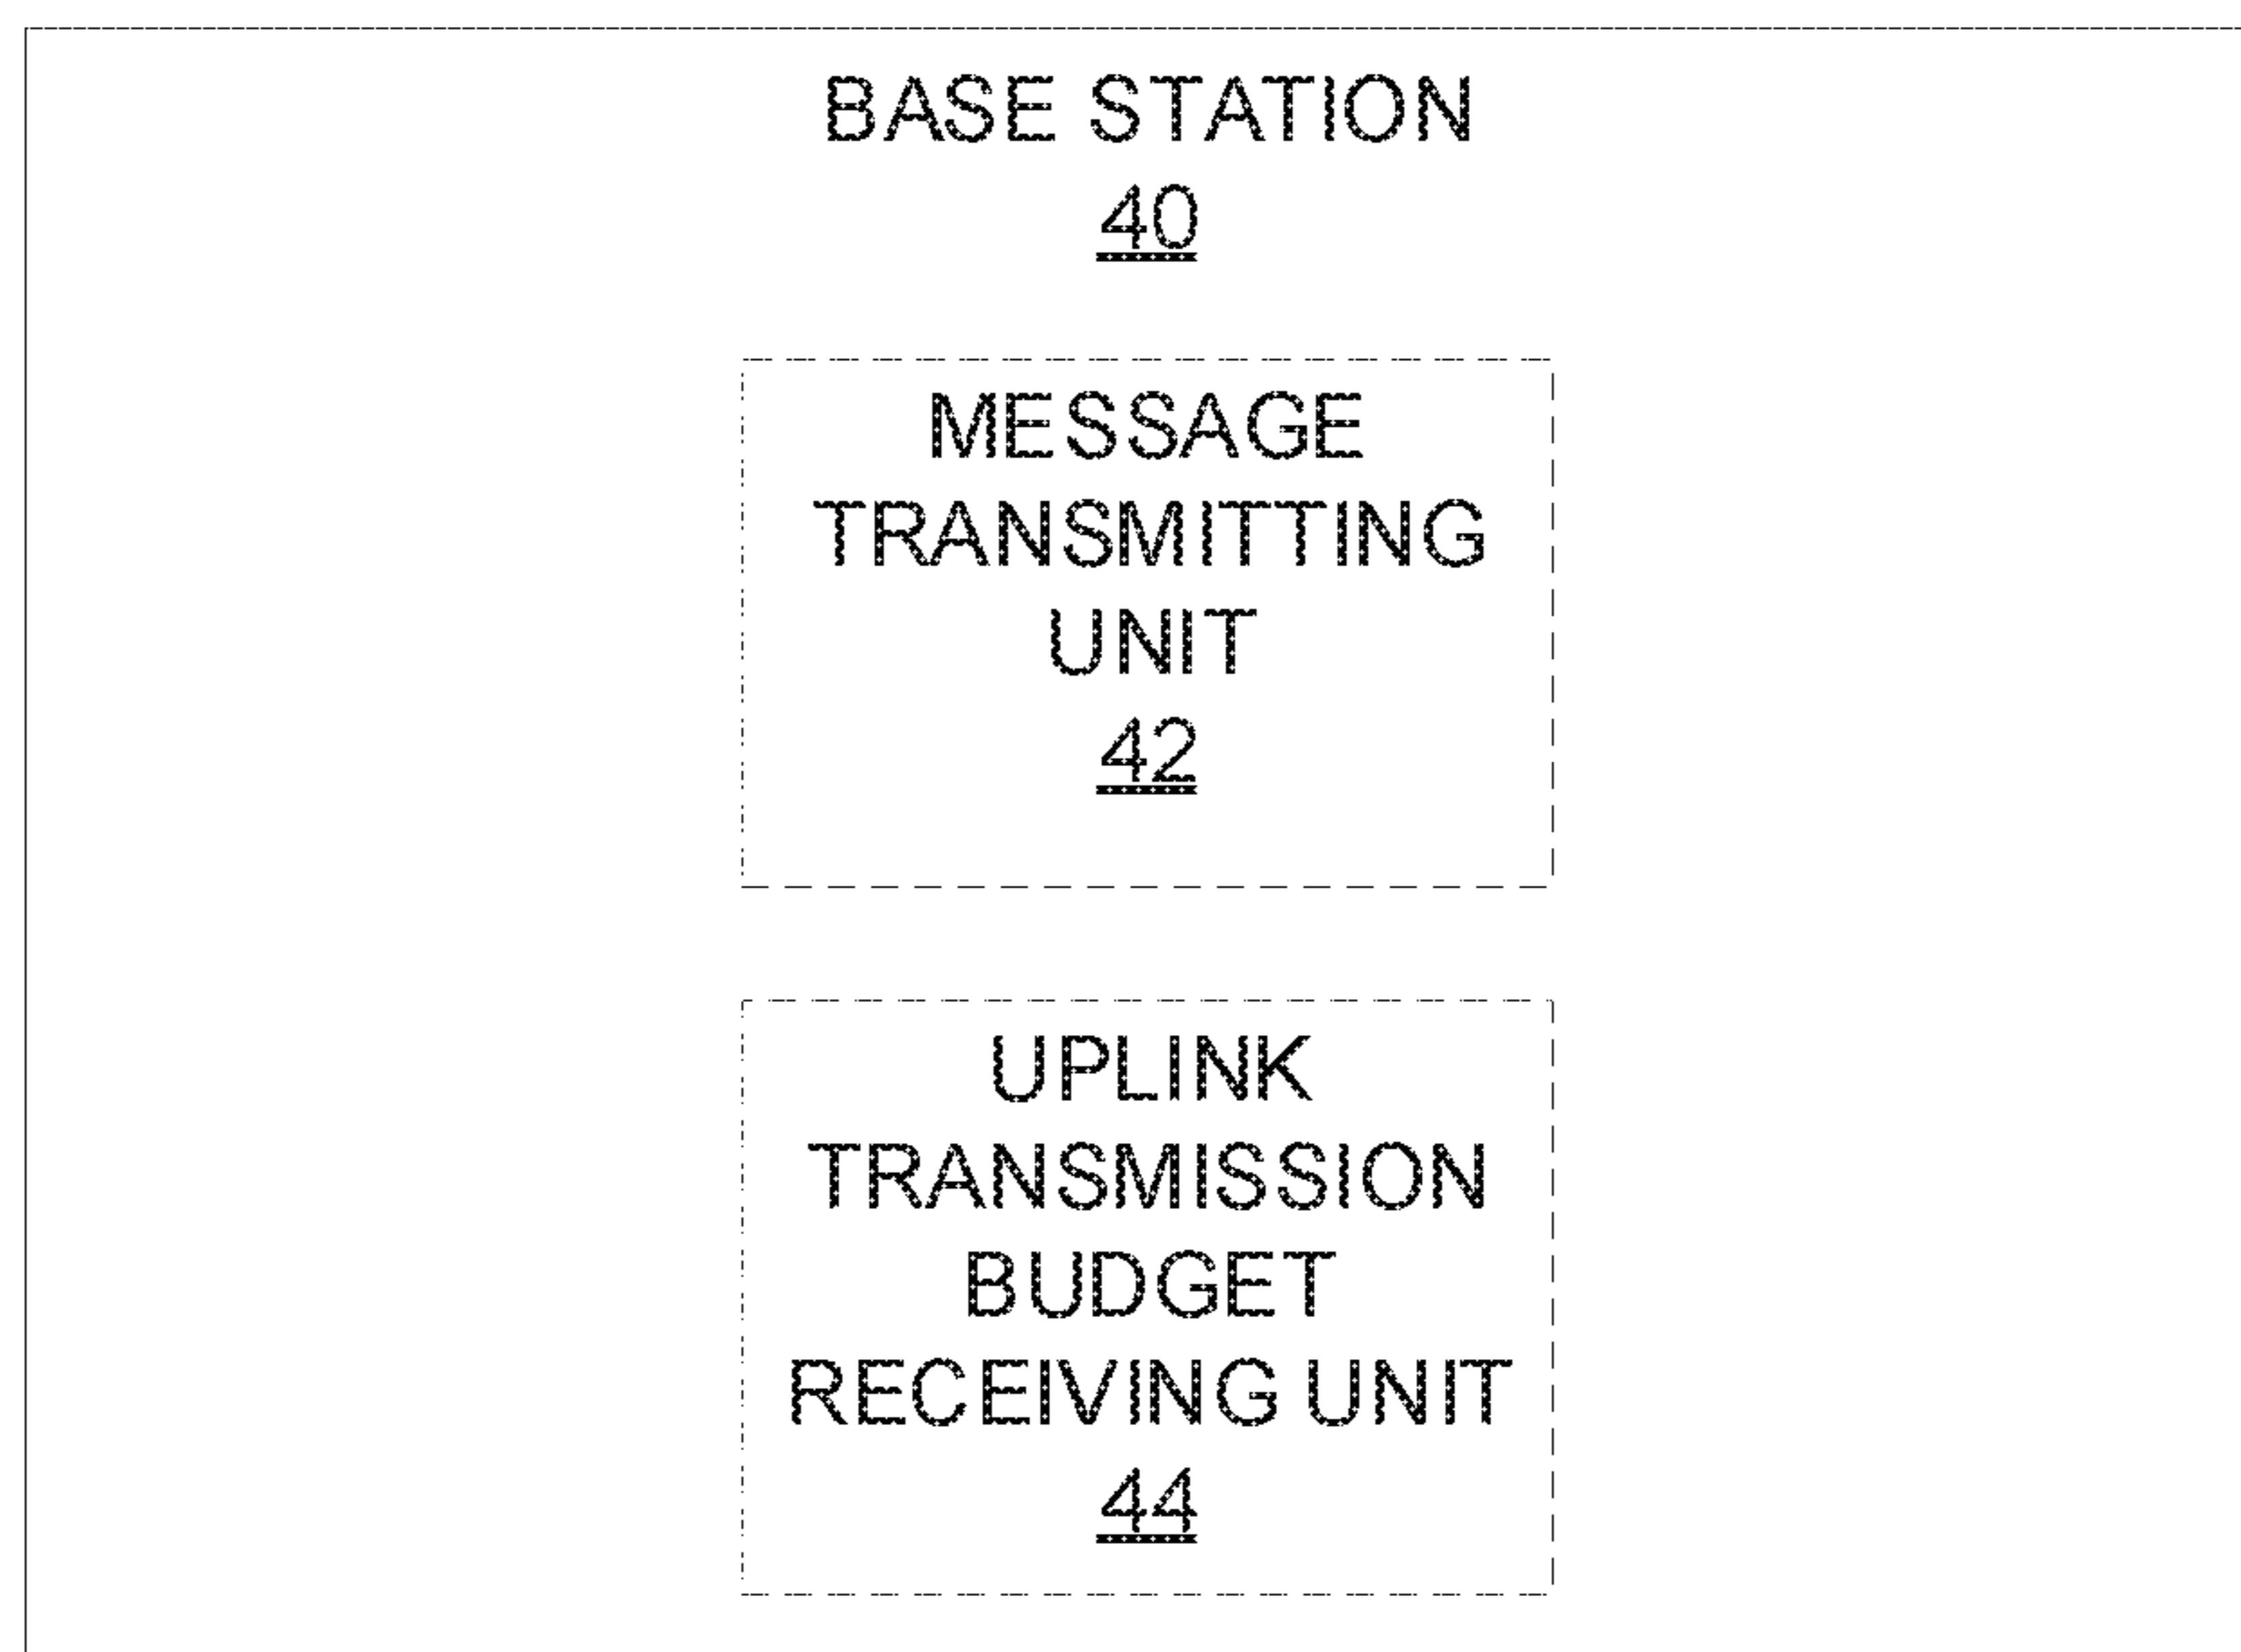 BASE STATION
40
MESSAGE
TRANSMITTING
UNIT
42
UPLINK
TRANSMISSION
BUDGET
RECEIVING UNIT
44